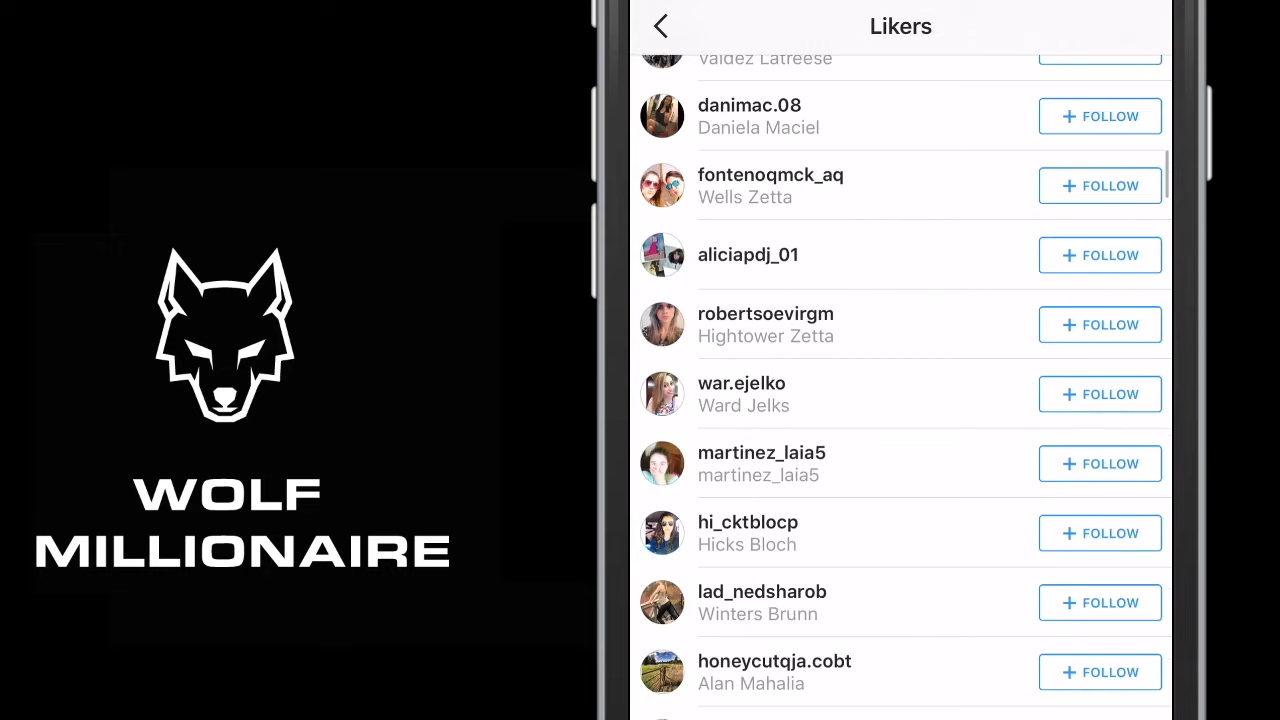 WOLF
MILLIONAIRE
Likers
Valdez Latreese
danimac.08
Daniela Maciel
+ FOLLOW
fontenoqmck_aq
Wells Zetta
+ FOLLOW
aliciapdj_01
+ FOLLOW
robertsoevirgm
Hightower Zetta
+ FOLLOW
war.ejelko
Ward Jelks
+ FOLLOW
martinez_laia5
martinez_laia5
+ FOLLOW
hi_cktblocp
Hicks Bloch
+ FOLLOW
lad_nedsharob
Winters Brunn
+ FOLLOW
honeycutqja.cobt
Alan Mahalia
+ FOLLOW